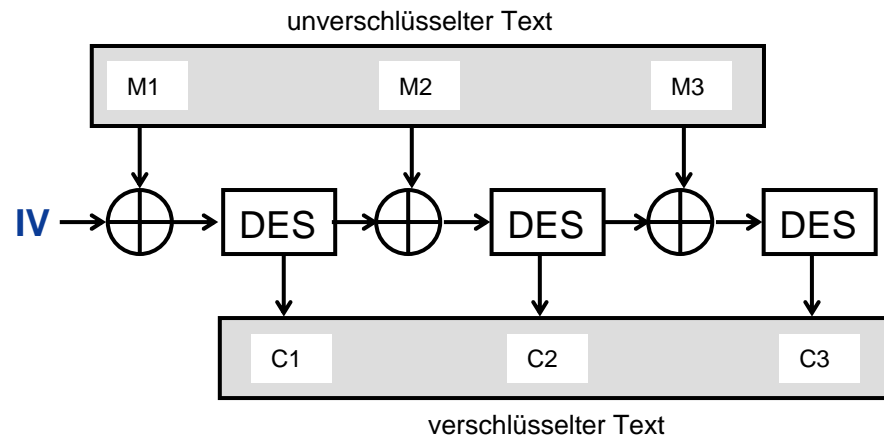 unverschlüsselter Text
M1 M2 M3
IV DES DES DES
C1 C2 C3
verschlüsselter Text